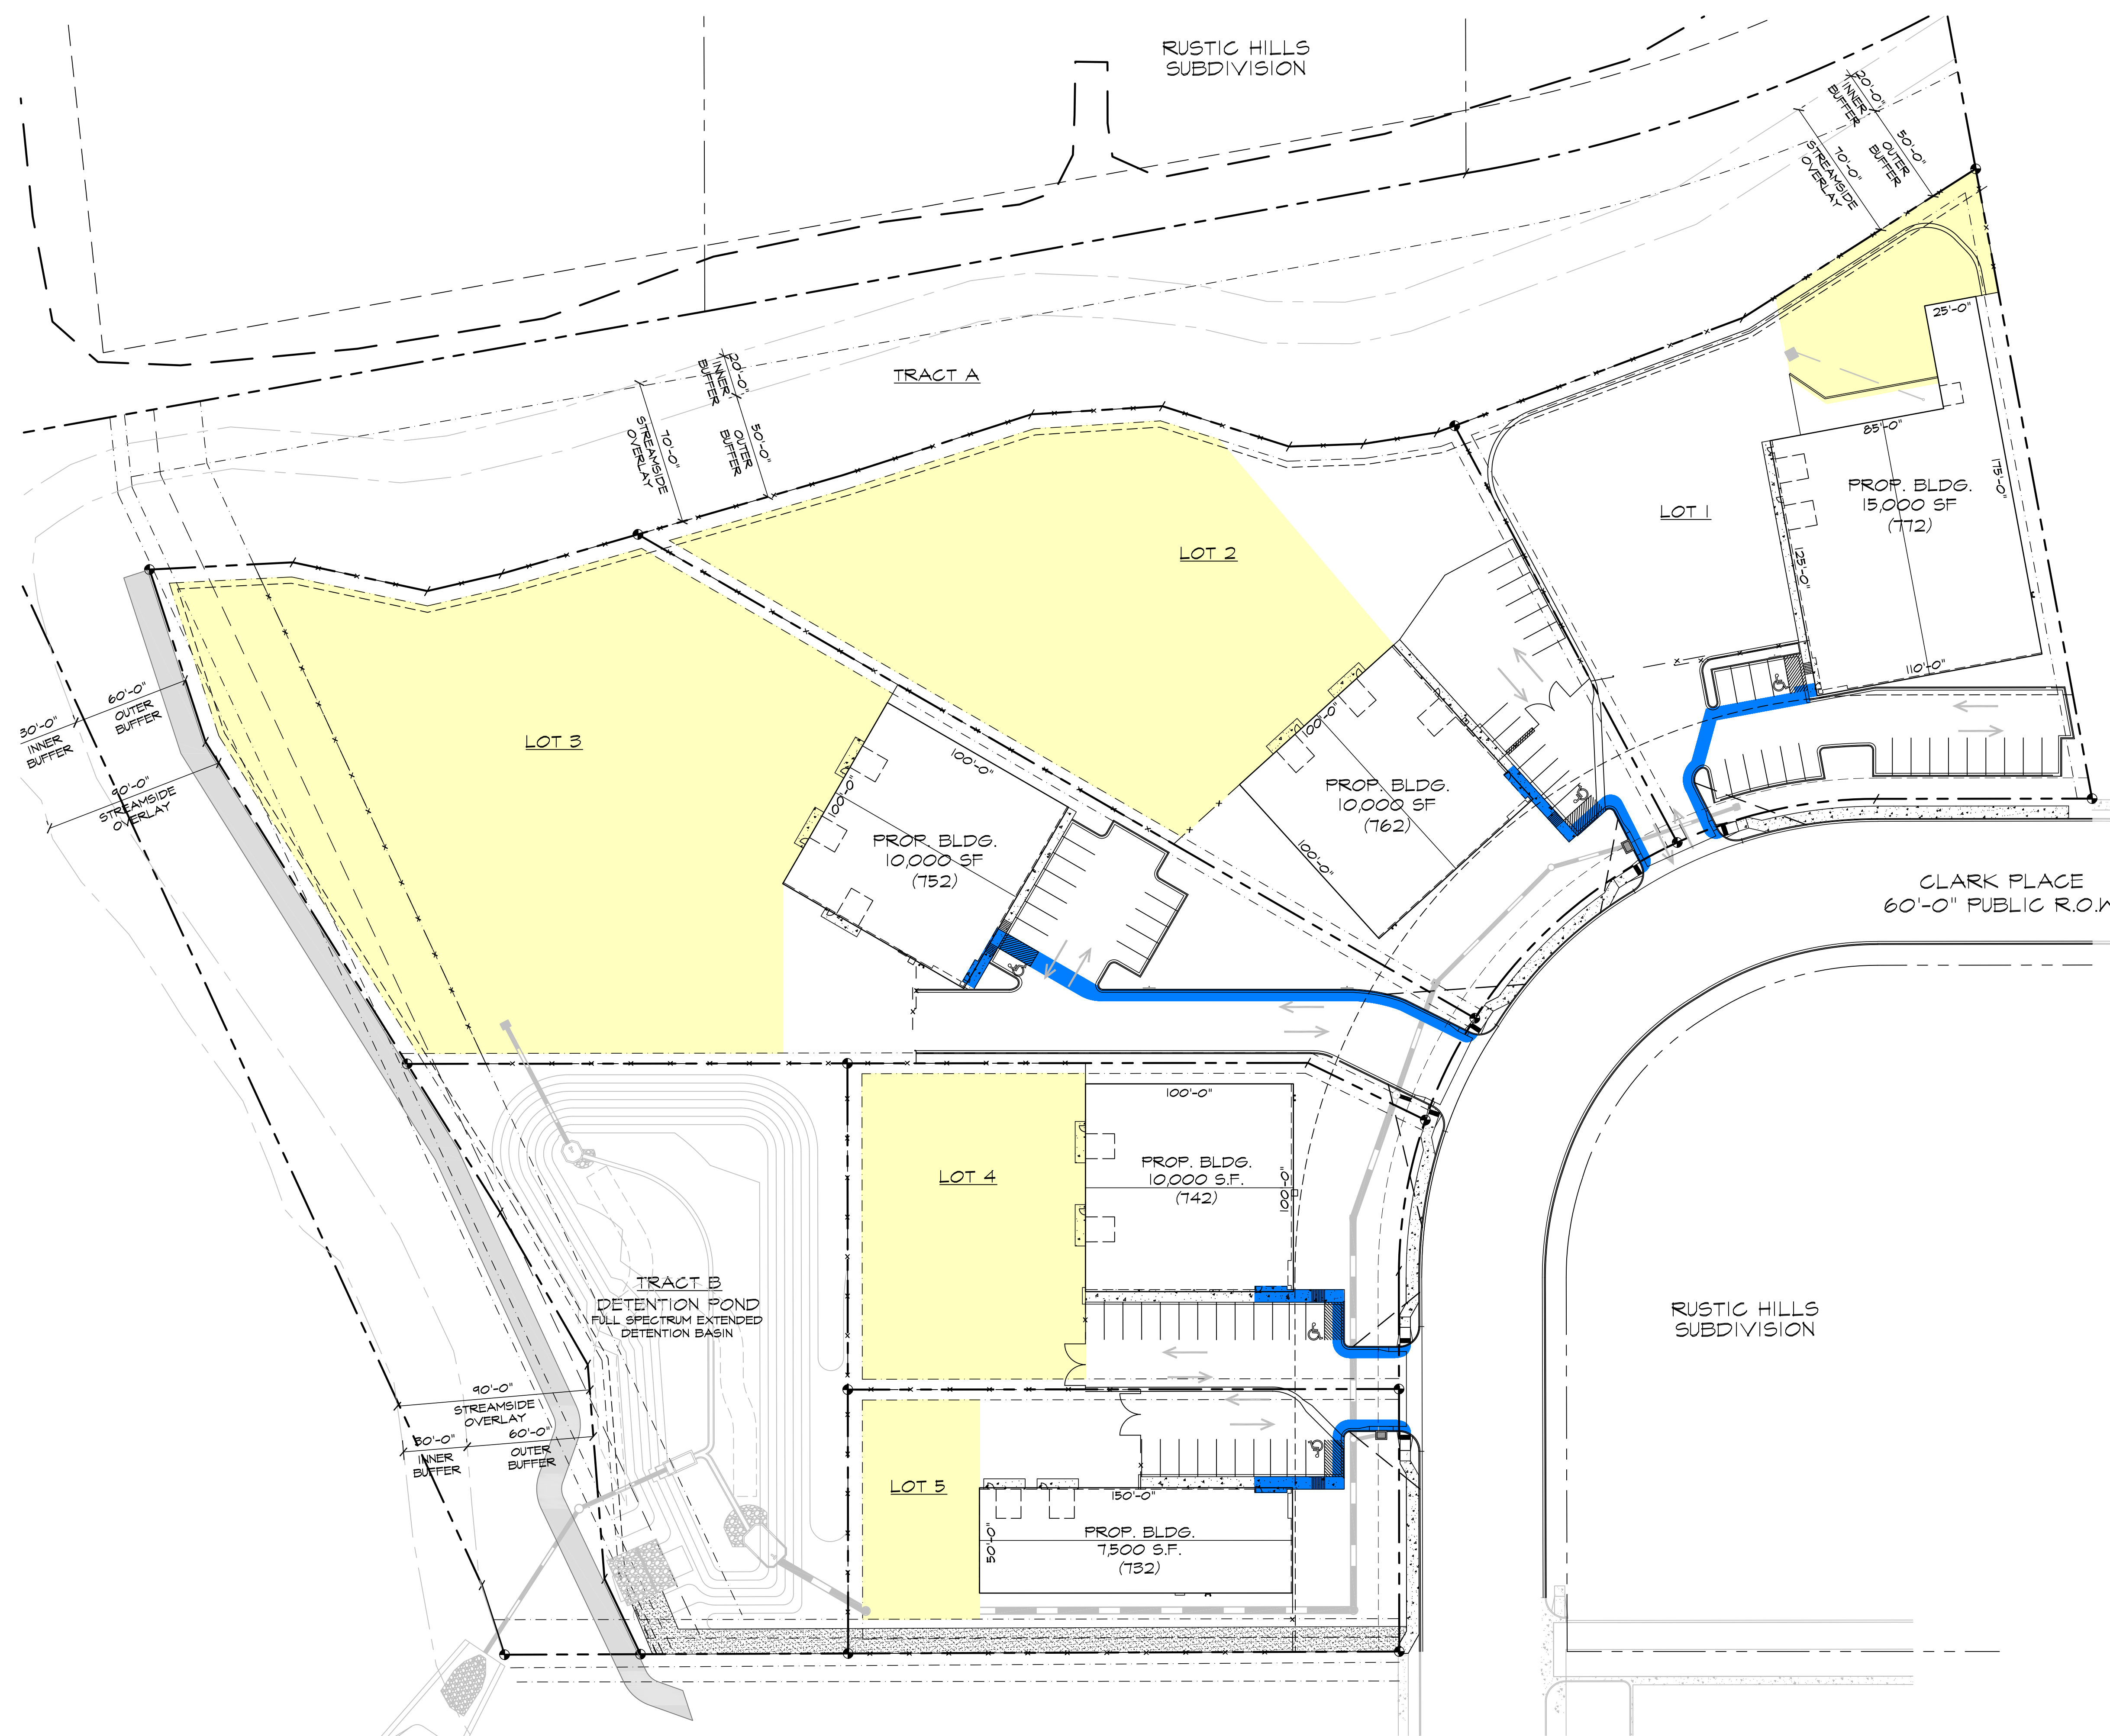 RUSTIC HILLS
SUBDIVISION
20'-0"
INNER
BUFFER
50'-0"
OUTER
BUFFER
70'-0"
STREAMSIDE
OVERLAY
25'-0"
TRACT A
20'-0"
INNER
BUFFER
50'-0"
OUTER
BUFFER
70'-0"
STREAMSIDE
OVERLAY
85'-0"
175'-0"
PROP. BLDG.
15,000 SF
(772)
LOT 1
125'-0"
110'-0"
LOT 2
100'-0"
PROP. BLDG.
10,000 SF
(762)
100'-0"
LOT 3
100'-0"
100'-0"
PROP. BLDG.
10,000 SF
(752)
60'-0"
OUTER
BUFFER
30'-0"
INNER
BUFFER
90'-0"
STREAMSIDE
OVERLAY
CLARK PLACE
60'-0" PUBLIC R.O.W
100'-0"
LOT 4
PROP. BLDG.
10,000 S.F.
(742)
100'-0"
TRACT B
DETENTION POND
FULL SPECTRUM EXTENDED
DETENTION BASIN
RUSTIC HILLS
SUBDIVISION
90'-0"
STREAMSIDE
OVERLAY
30'-0"
INNER
BUFFER
60'-0"
OUTER
BUFFER
LOT 5
150'-0"
50'-0"
PROP. BLDG.
7,500 S.F.
(732)